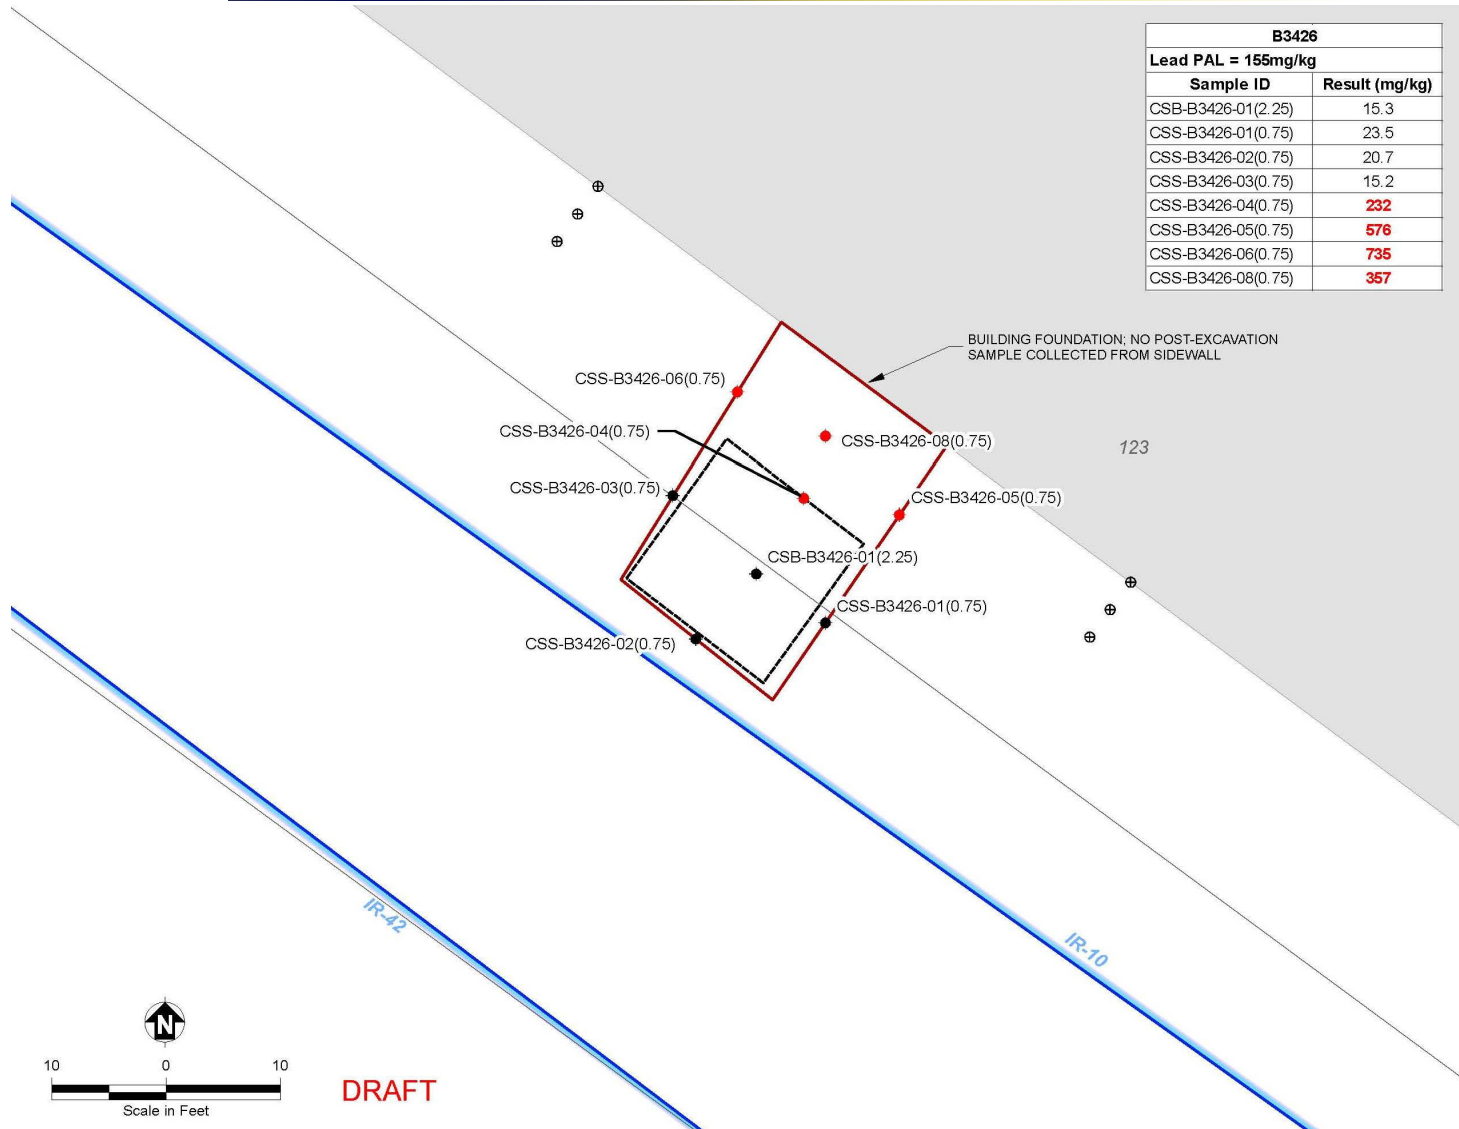 B3426
Lead PAL = 155mg/kg
Sample ID Result (mg/kg)
CSB-B3426-01(2.25) 15.3
CSS-B3426-01(0.75) 23.5
CSS-B3426-02(0.75) 20.7
CSS-B3426-03(0.75) 15.2
CSS-B3426-04(0.75) 232
CSS-B3426-05(0.75) 576
CSS-B3426-06(0.75) 735
CSS-B3426-08(0.75) 357
BUILDING FOUNDATION; NO POST-EXCAVATION
SAMPLE COLLECTED FROM SIDEWALL
CSS-B3426-06(0.75)
CSS-B3426-04(0.75)
CSS-B3426-08(0.75)
123
CSS-B3426-03(0.75)
CSS-B3426-05(0.75)
CSB-B3426-01(2.25)
CSS-B3426-01(0.75)
CSS-B3426-02(0.75)
IR-42
IR-10
N
10 0 10
Scale in Feet
DRAFT